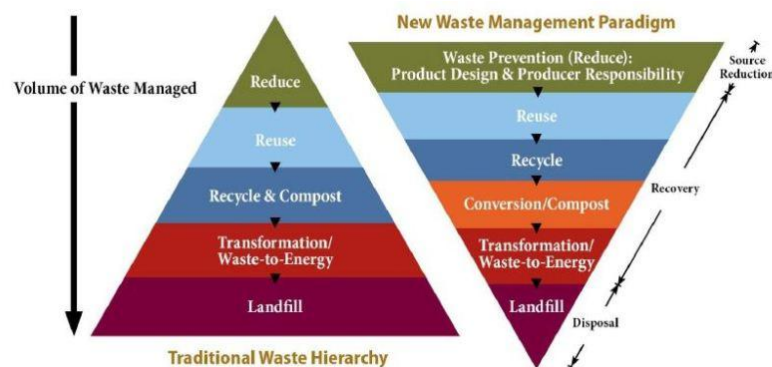 New Waste Management Paradigm
Volume of Waste Managed
Reduce
Reuse
Recycle & Compost
Transformation/
Waste-to-Energy
Landfill
Traditional Waste Hierarchy
Waste Prevention (Reduce):
Product Design & Producer Responsibility
Reuse
Recycle
Conversion/Compost
Transformation/
Waste-to-Energy
Landfill
Source
Reduction
Recovery
Disposal